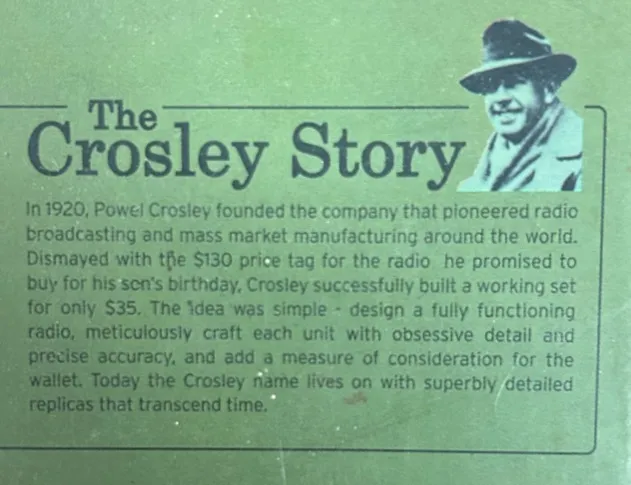 The
Crosley Story
In 1920, Powel Crosley founded the company that pioneered radio
broadcasting and mass market manufacturing around the world.
Dismayed with the $130 price tag for the radio he promised to
buy for his son's birthday, Crosley successfully built a working set
for only $35. The idea was simple - design a fully functioning
radio, meticulously craft each unit with obsessive detail and
precise accuracy, and add a measure of consideration for the
wallet. Today the Crosley name lives on with superbly detailed
replicas that transcend time.